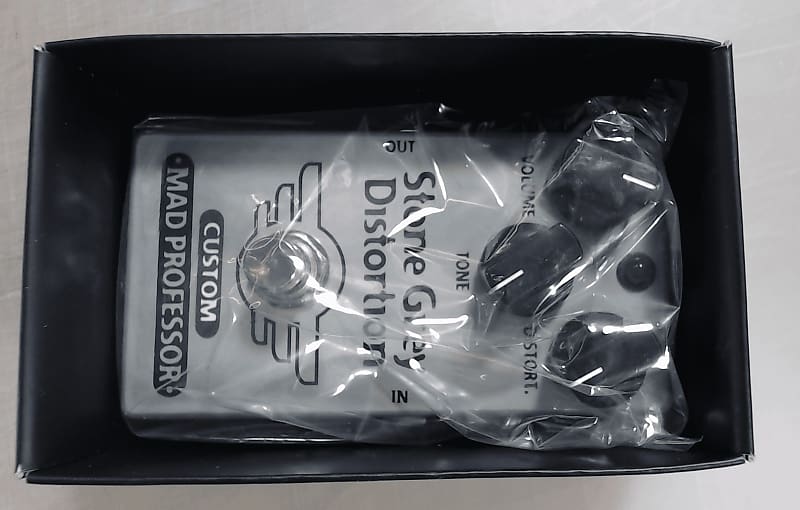 VOLUME
DISTORT.
TONE
OUT
IN
Stone Grey
Distortion
CUSTOM
MAD PROFESSOR